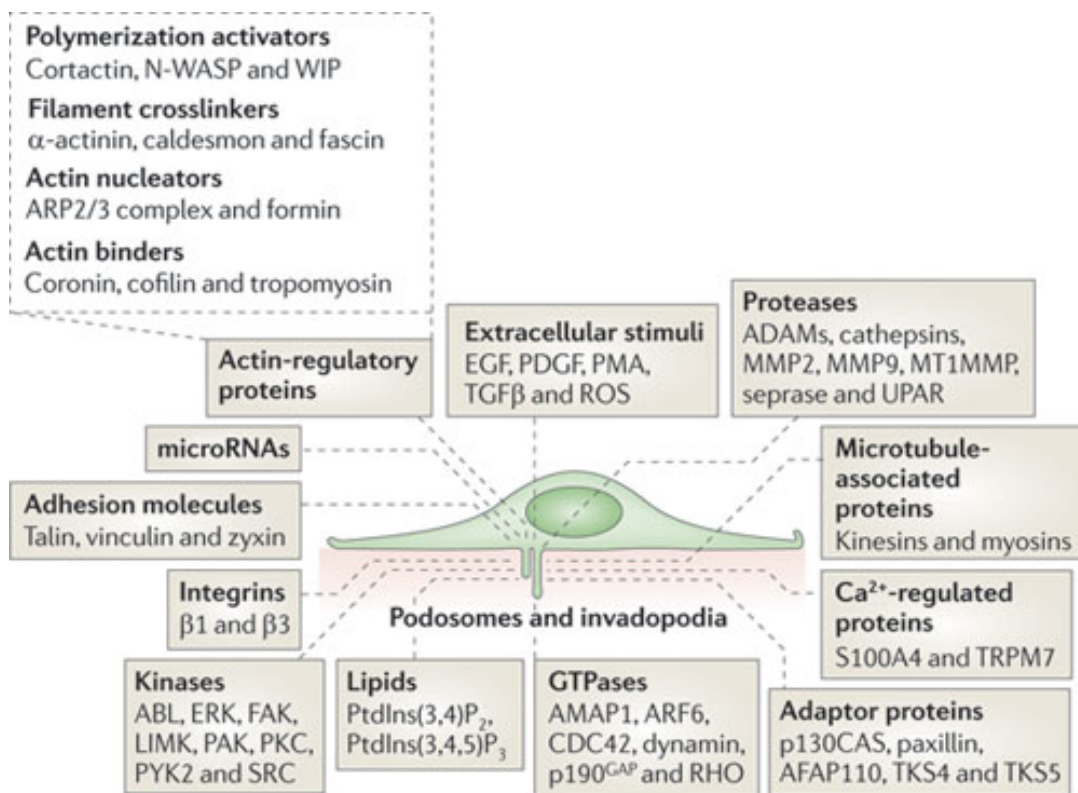 Polymerization activators
Cortactin, N-WASP and WIP
Filament crosslinkers
α-actinin, caldesmon and fascin
Actin nucleators
ARP2/3 complex and formin
Actin binders
Coronin, cofilin and tropomyosin
Actin-regulatory
proteins
Extracellular stimuli
EGF, PDGF, PMA,
TGFβ and ROS
Proteases
ADAMs, cathepsins,
MMP2, MMP9, MT1MMP,
seprase and UPAR
microRNAs
Adhesion molecules
Talin, vinculin and zyxin
Microtubule-
associated
proteins
Kinesins and myosins
Integrins
β1 and β3
Podosomes and invadopodia
Ca²⁺-regulated
proteins
S100A4 and TRPM7
Kinases
ABL, ERK, FAK,
LIMK, PAK, PKC,
PYK2 and SRC
Lipids
PtdIns(3,4)P₂,
PtdIns(3,4,5)P₃
GTPases
AMAP1, ARF6,
CDC42, dynamin,
p190ᴳᴬᴾ and RHO
Adaptor proteins
p130CAS, paxillin,
AFAP110, TKS4 and TKS5